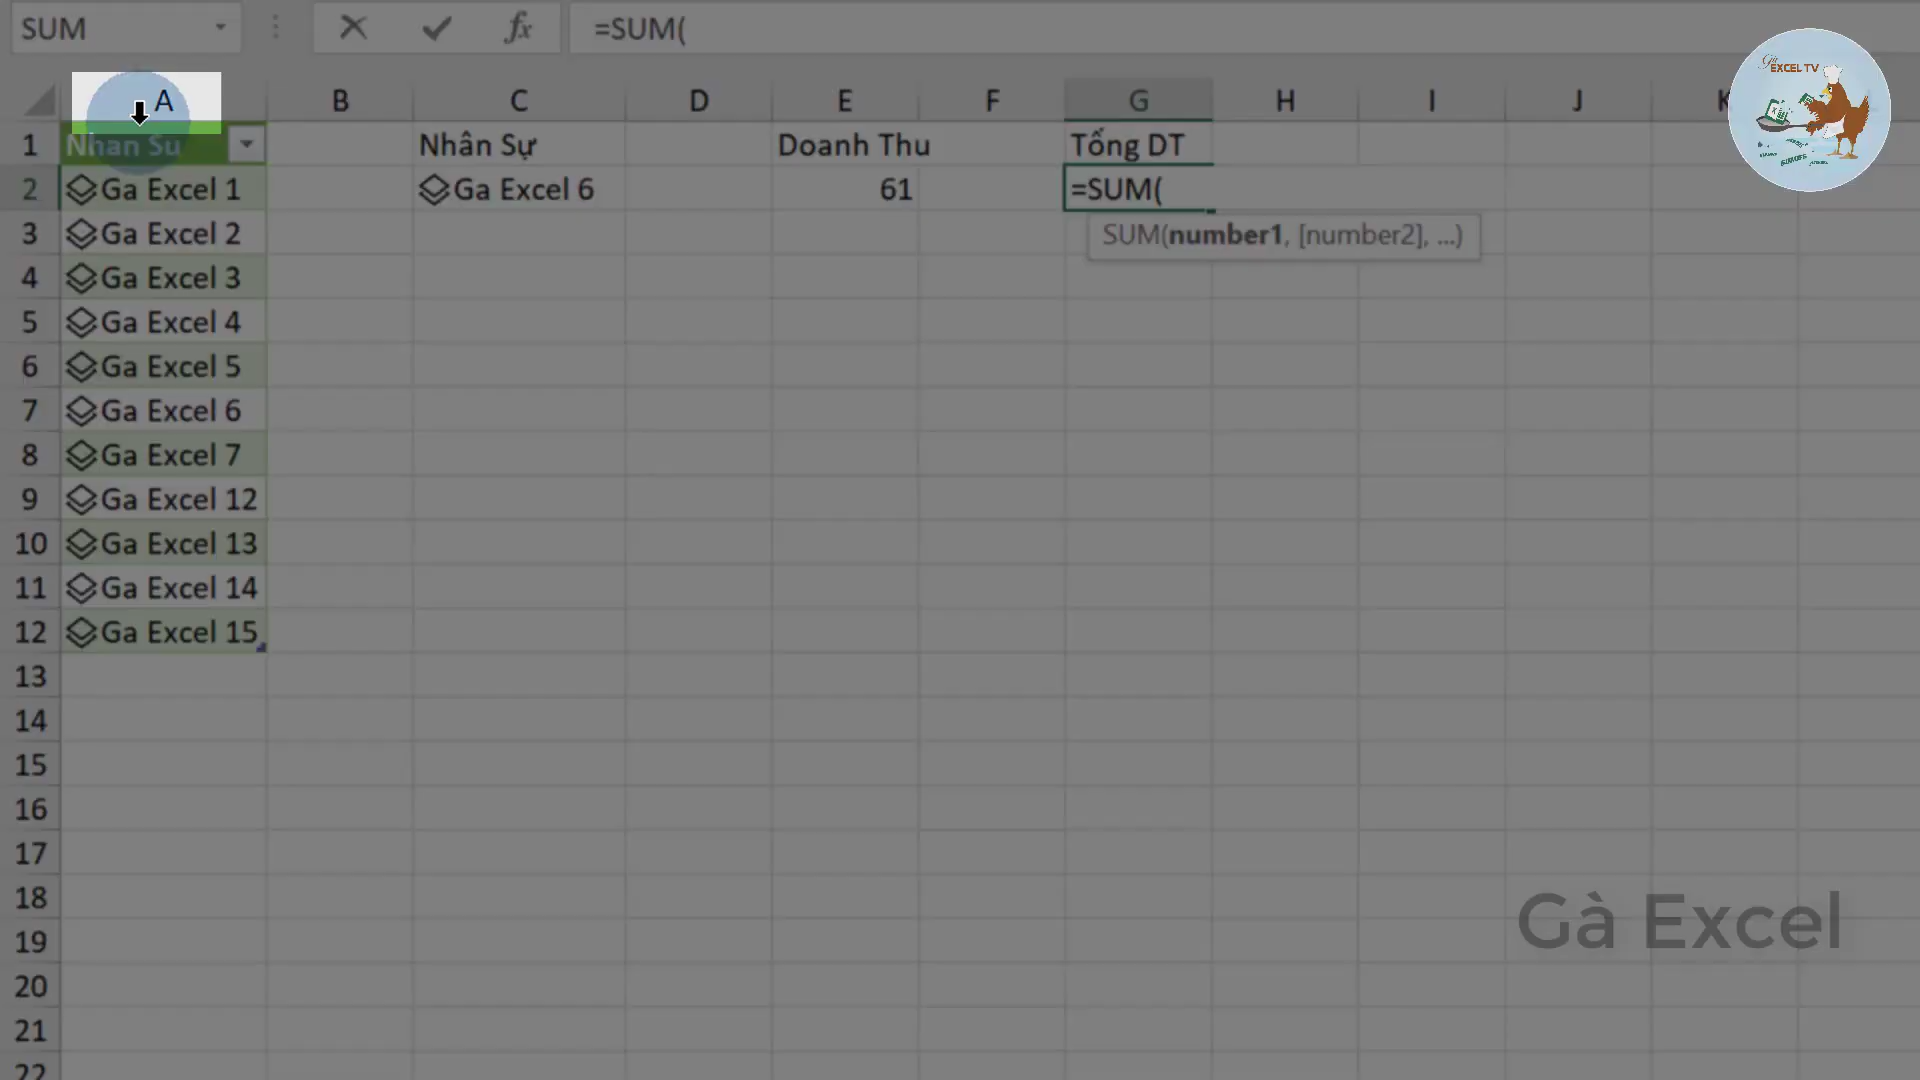 SUM fx =SUM(
A B C D E F G H I J K
1 Nhan Su Nhân Sự Doanh Thu Tổng DT
2 Ga Excel 1 Ga Excel 6 61 =SUM(
3 Ga Excel 2 SUM(number1, [number2], ...)
4 Ga Excel 3
5 Ga Excel 4
6 Ga Excel 5
7 Ga Excel 6
8 Ga Excel 7
9 Ga Excel 12
10 Ga Excel 13
11 Ga Excel 14
12 Ga Excel 15
13
14
15
16
17
18
19
20
21
22
Gà
EXCEL TV
Gà Excel